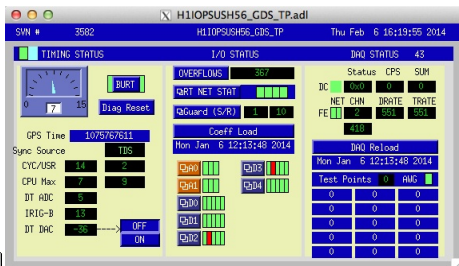 H1IOPSUSH56_GDS_TP.adl
SVN # 3582 H1IOPSUSH56_GDS_TP Thu Feb 6 16:19:55 2014
TIMING STATUS I/O STATUS DAQ STATUS 43
0 7 15
BURT
Diag Reset
GPS Time 1075767611
Sync Source TDS
CYC/USR 14 2
CPU Max 7 9
DT ADC 5
IRIG-B 13
DT DAC -36 OFF
ON
OVERFLOWS 367
RT NET STAT
Guard (S/R) 1 10
Coeff Load
Mon Jan 6 12:13:48 2014
A0 D3
A1 D4
D0
D1
D2
Status CPS SUM
DC 0x0 0 0
NET CHN DRATE TRATE
FE 2 551 551
418
DAQ Reload
Mon Jan 6 12:13:48 2014
Test Points 0 AWG
0 0 0
0 0 0
0 0 0
0 0 0
0 0 0